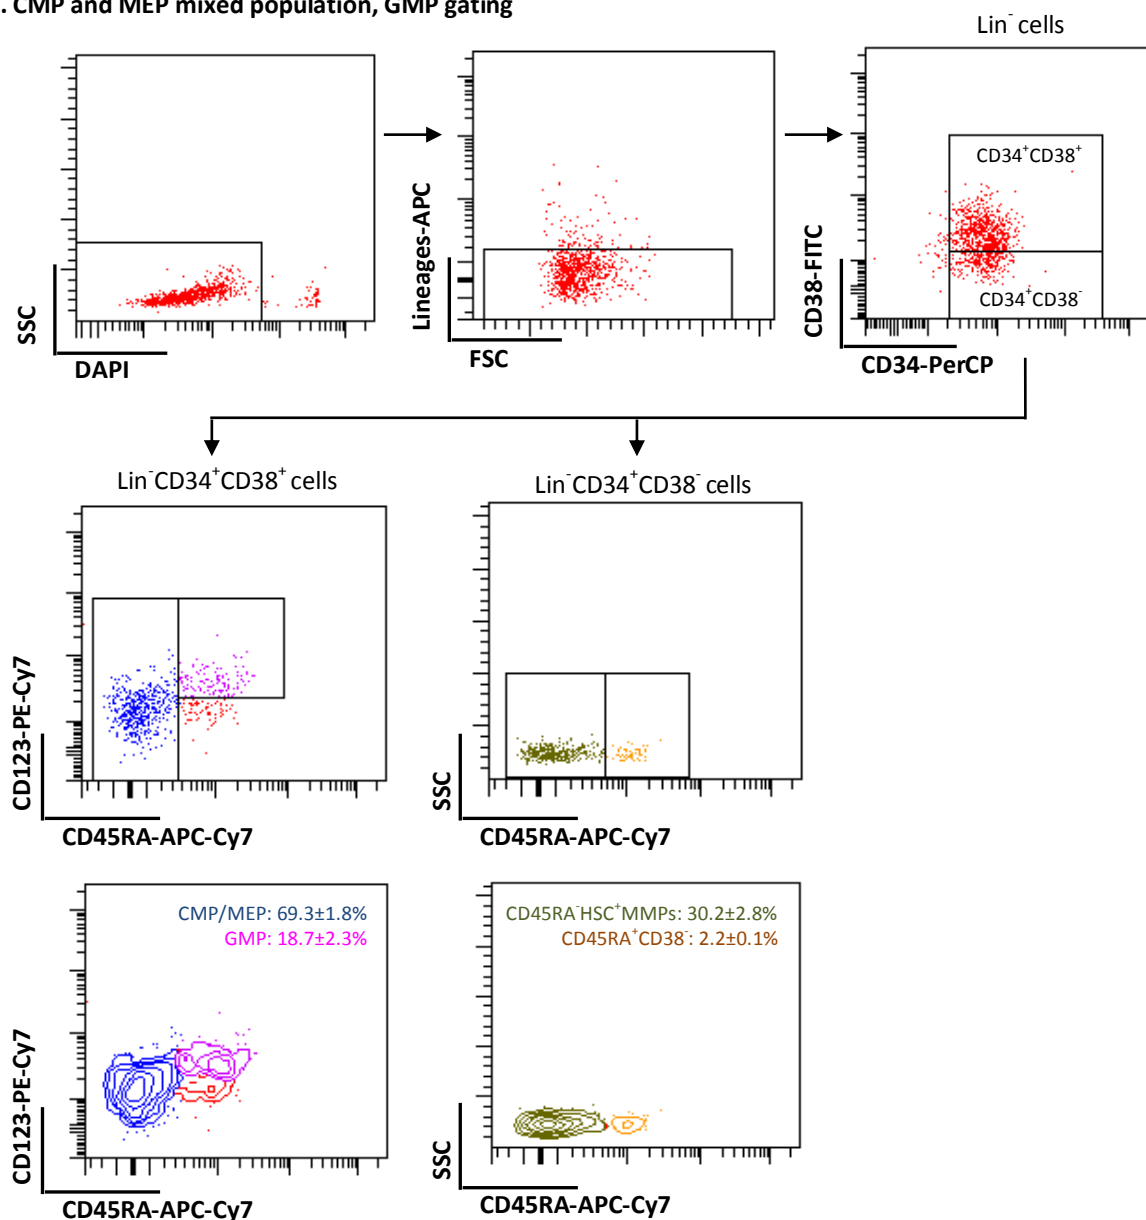 . CMP and MEP mixed population, GMP gating
Lin⁻ cells
SSC
DAPI
Lineages-APC
FSC
CD38-FITC
CD34⁺CD38⁺
CD34⁺CD38⁻
CD34-PerCP
Lin⁻CD34⁺CD38⁺ cells
Lin⁻CD34⁺CD38⁻ cells
CD123-PE-Cy7
CD45RA-APC-Cy7
SSC
CD45RA-APC-Cy7
CMP/MEP: 69.3±1.8%
GMP: 18.7±2.3%
CD123-PE-Cy7
CD45RA-APC-Cy7
CD45RA⁻HSC⁺MMPs: 30.2±2.8%
CD45RA⁺CD38⁻: 2.2±0.1%
SSC
CD45RA-APC-Cy7